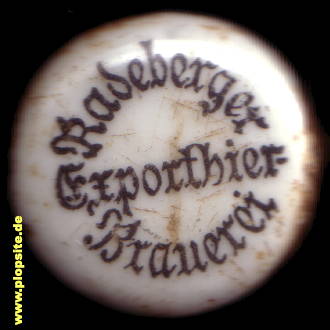 Radeberger
Exportbier-
Brauerei
www.plopsite.de